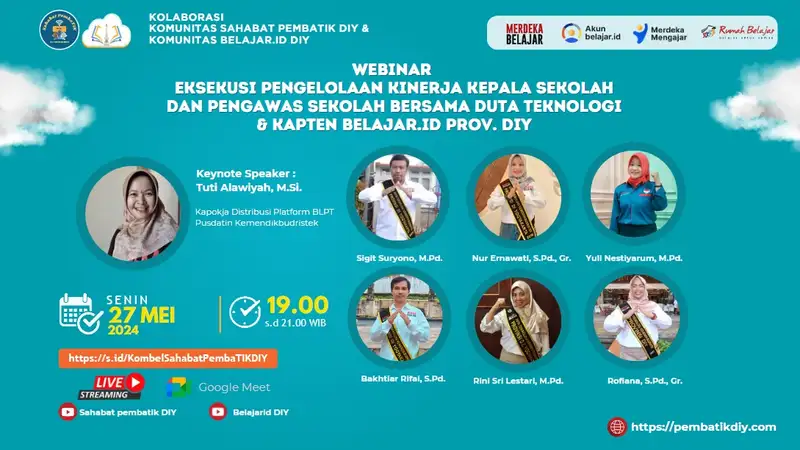 KOLABORASI
KOMUNITAS SAHABAT PEMBATIK DIY &
KOMUNITAS BELAJAR.ID DIY
MERDEKA
BELAJAR
Akun
belajar.id
Merdeka
Mengajar
Rumah Belajar
WEBINAR
EKSEKUSI PENGELOLAAN KINERJA KEPALA SEKOLAH
DAN PENGAWAS SEKOLAH BERSAMA DUTA TEKNOLOGI
& KAPTEN BELAJAR.ID PROV. DIY
Keynote Speaker :
Tuti Alawiyah, M.Si.
Kapokja Distribusi Platform BLPT
Pusdatin Kemendikbudristek
Sigit Suryono, M.Pd.
Nur Ernawati, S.Pd., Gr.
Yuli Nestiyarum, M.Pd.
Bakhtiar Rifai, S.Pd.
Rini Sri Lestari, M.Pd.
Rofiana, S.Pd., Gr.
SENIN
27 MEI
2024
19.00
s.d 21.00 WIB
https://s.id/KombelSahabatPembaTIKDIY
LIVE
STREAMING
Google Meet
Sahabat pembatik DIY
Belajarid DIY
https://pembatikdiy.com